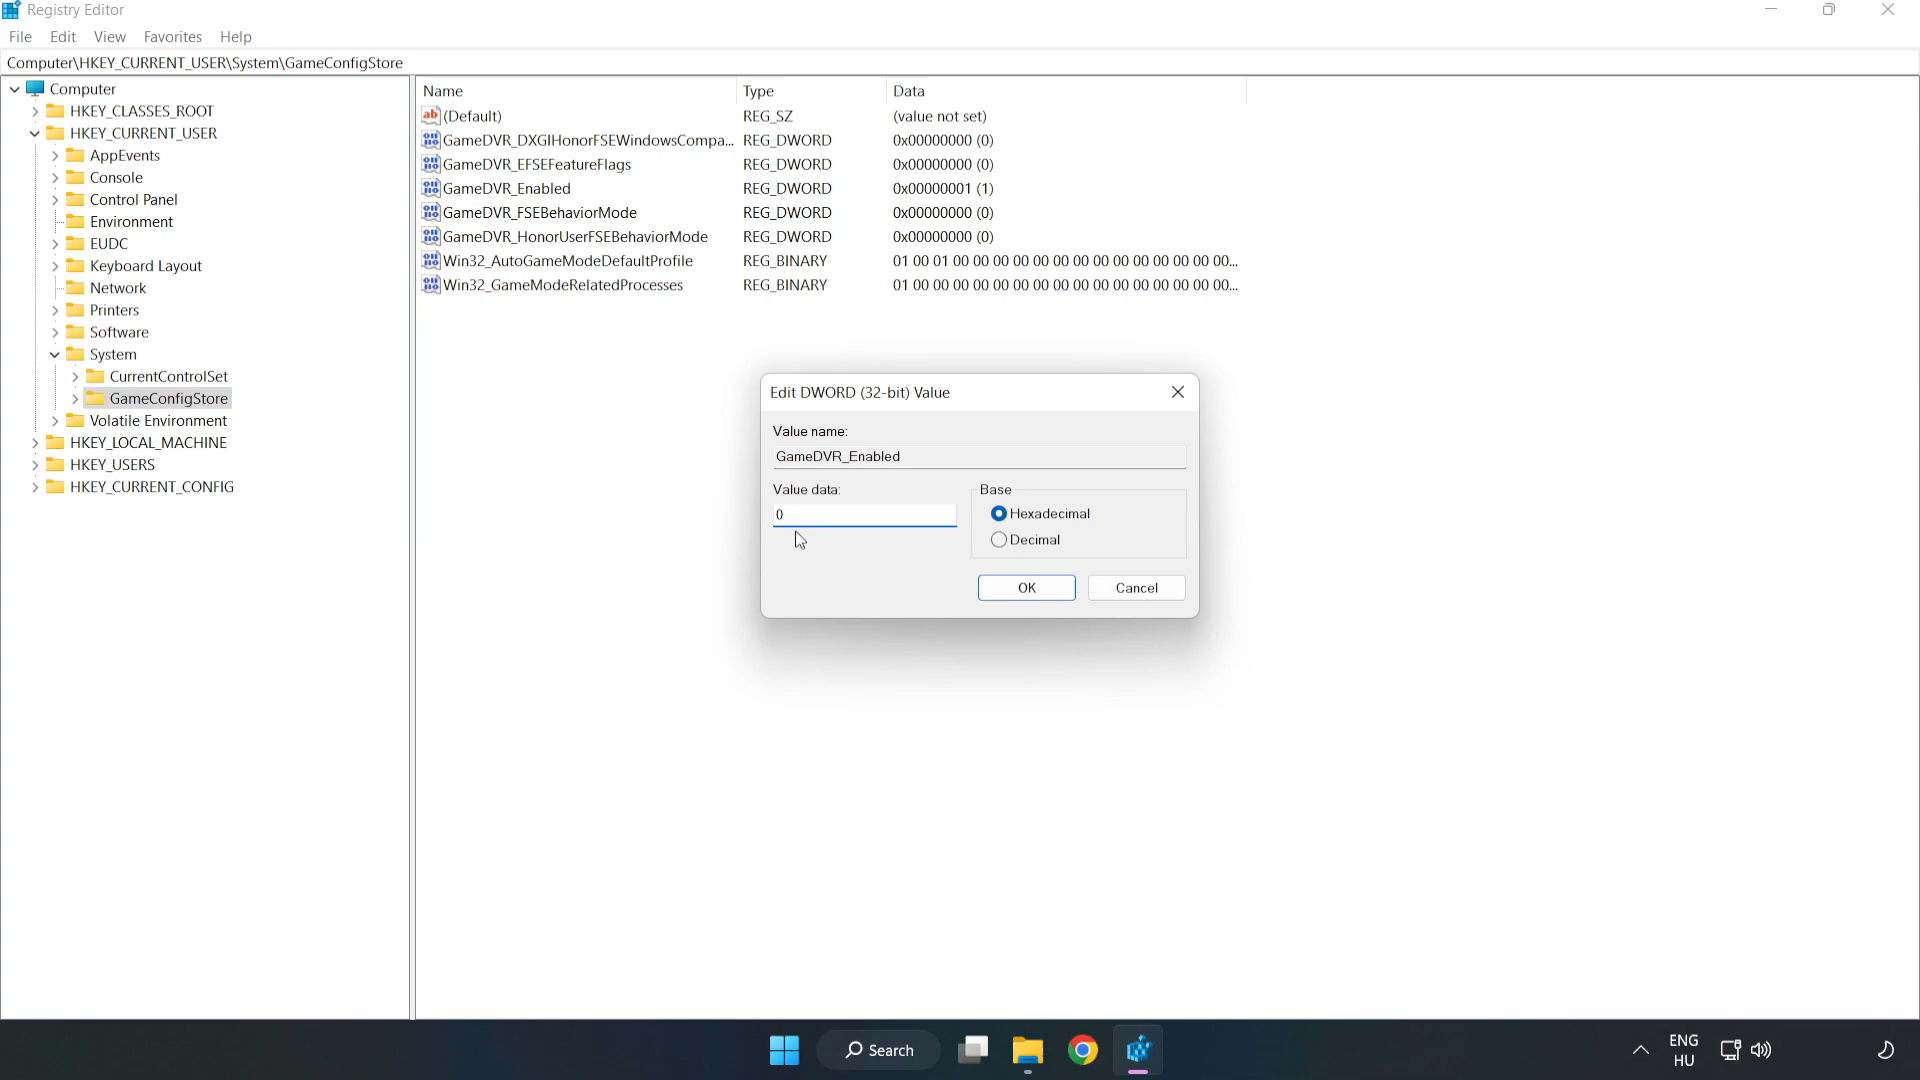 Registry Editor
File Edit View Favorites Help
Computer\HKEY_CURRENT_USER\System\GameConfigStore
Computer
HKEY_CLASSES_ROOT
HKEY_CURRENT_USER
AppEvents
Console
Control Panel
Environment
EUDC
Keyboard Layout
Network
Printers
Software
System
CurrentControlSet
GameConfigStore
Volatile Environment
HKEY_LOCAL_MACHINE
HKEY_USERS
HKEY_CURRENT_CONFIG
Name Type Data
(Default) REG_SZ (value not set)
GameDVR_DXGIHonorFSEWindowsCompa... REG_DWORD 0x00000000 (0)
GameDVR_EFSEFeatureFlags REG_DWORD 0x00000000 (0)
GameDVR_Enabled REG_DWORD 0x00000001 (1)
GameDVR_FSEBehaviorMode REG_DWORD 0x00000000 (0)
GameDVR_HonorUserFSEBehaviorMode REG_DWORD 0x00000000 (0)
Win32_AutoGameModeDefaultProfile REG_BINARY 01 00 01 00 00 00 00 00 00 00 00 00 00 00 00 00 00...
Win32_GameModeRelatedProcesses REG_BINARY 01 00 00 00 00 00 00 00 00 00 00 00 00 00 00 00 00...
Edit DWORD (32-bit) Value
Value name:
GameDVR_Enabled
Value data:
0
Base
Hexadecimal
Decimal
OK Cancel
Search
ENG
HU